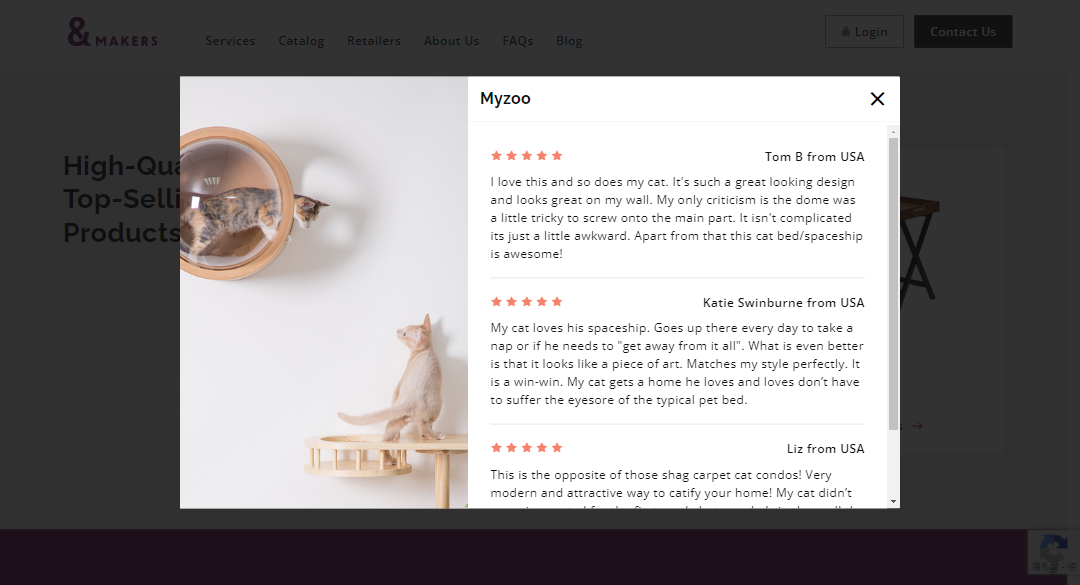 & MAKERS
Services
Catalog
Retailers
About Us
FAQs
Blog
Login
Contact Us
High-Qua
Top-Selli
Products
Myzoo
Tom B from USA
I love this and so does my cat. It's such a great looking design
and looks great on my wall. My only criticism is the dome was
a little tricky to screw onto the main part. It isn't complicated
its just a little awkward. Apart from that this cat bed/spaceship
is awesome!
Katie Swinburne from USA
My cat loves his spaceship. Goes up there every day to take a
nap or if he needs to "get away from it all". What is even better
is that it looks like a piece of art. Matches my style perfectly. It
is a win-win. My cat gets a home he loves and loves don’t have
to suffer the eyesore of the typical pet bed.
Liz from USA
This is the opposite of those shag carpet cat condos! Very
modern and attractive way to catify your home! My cat didn’t